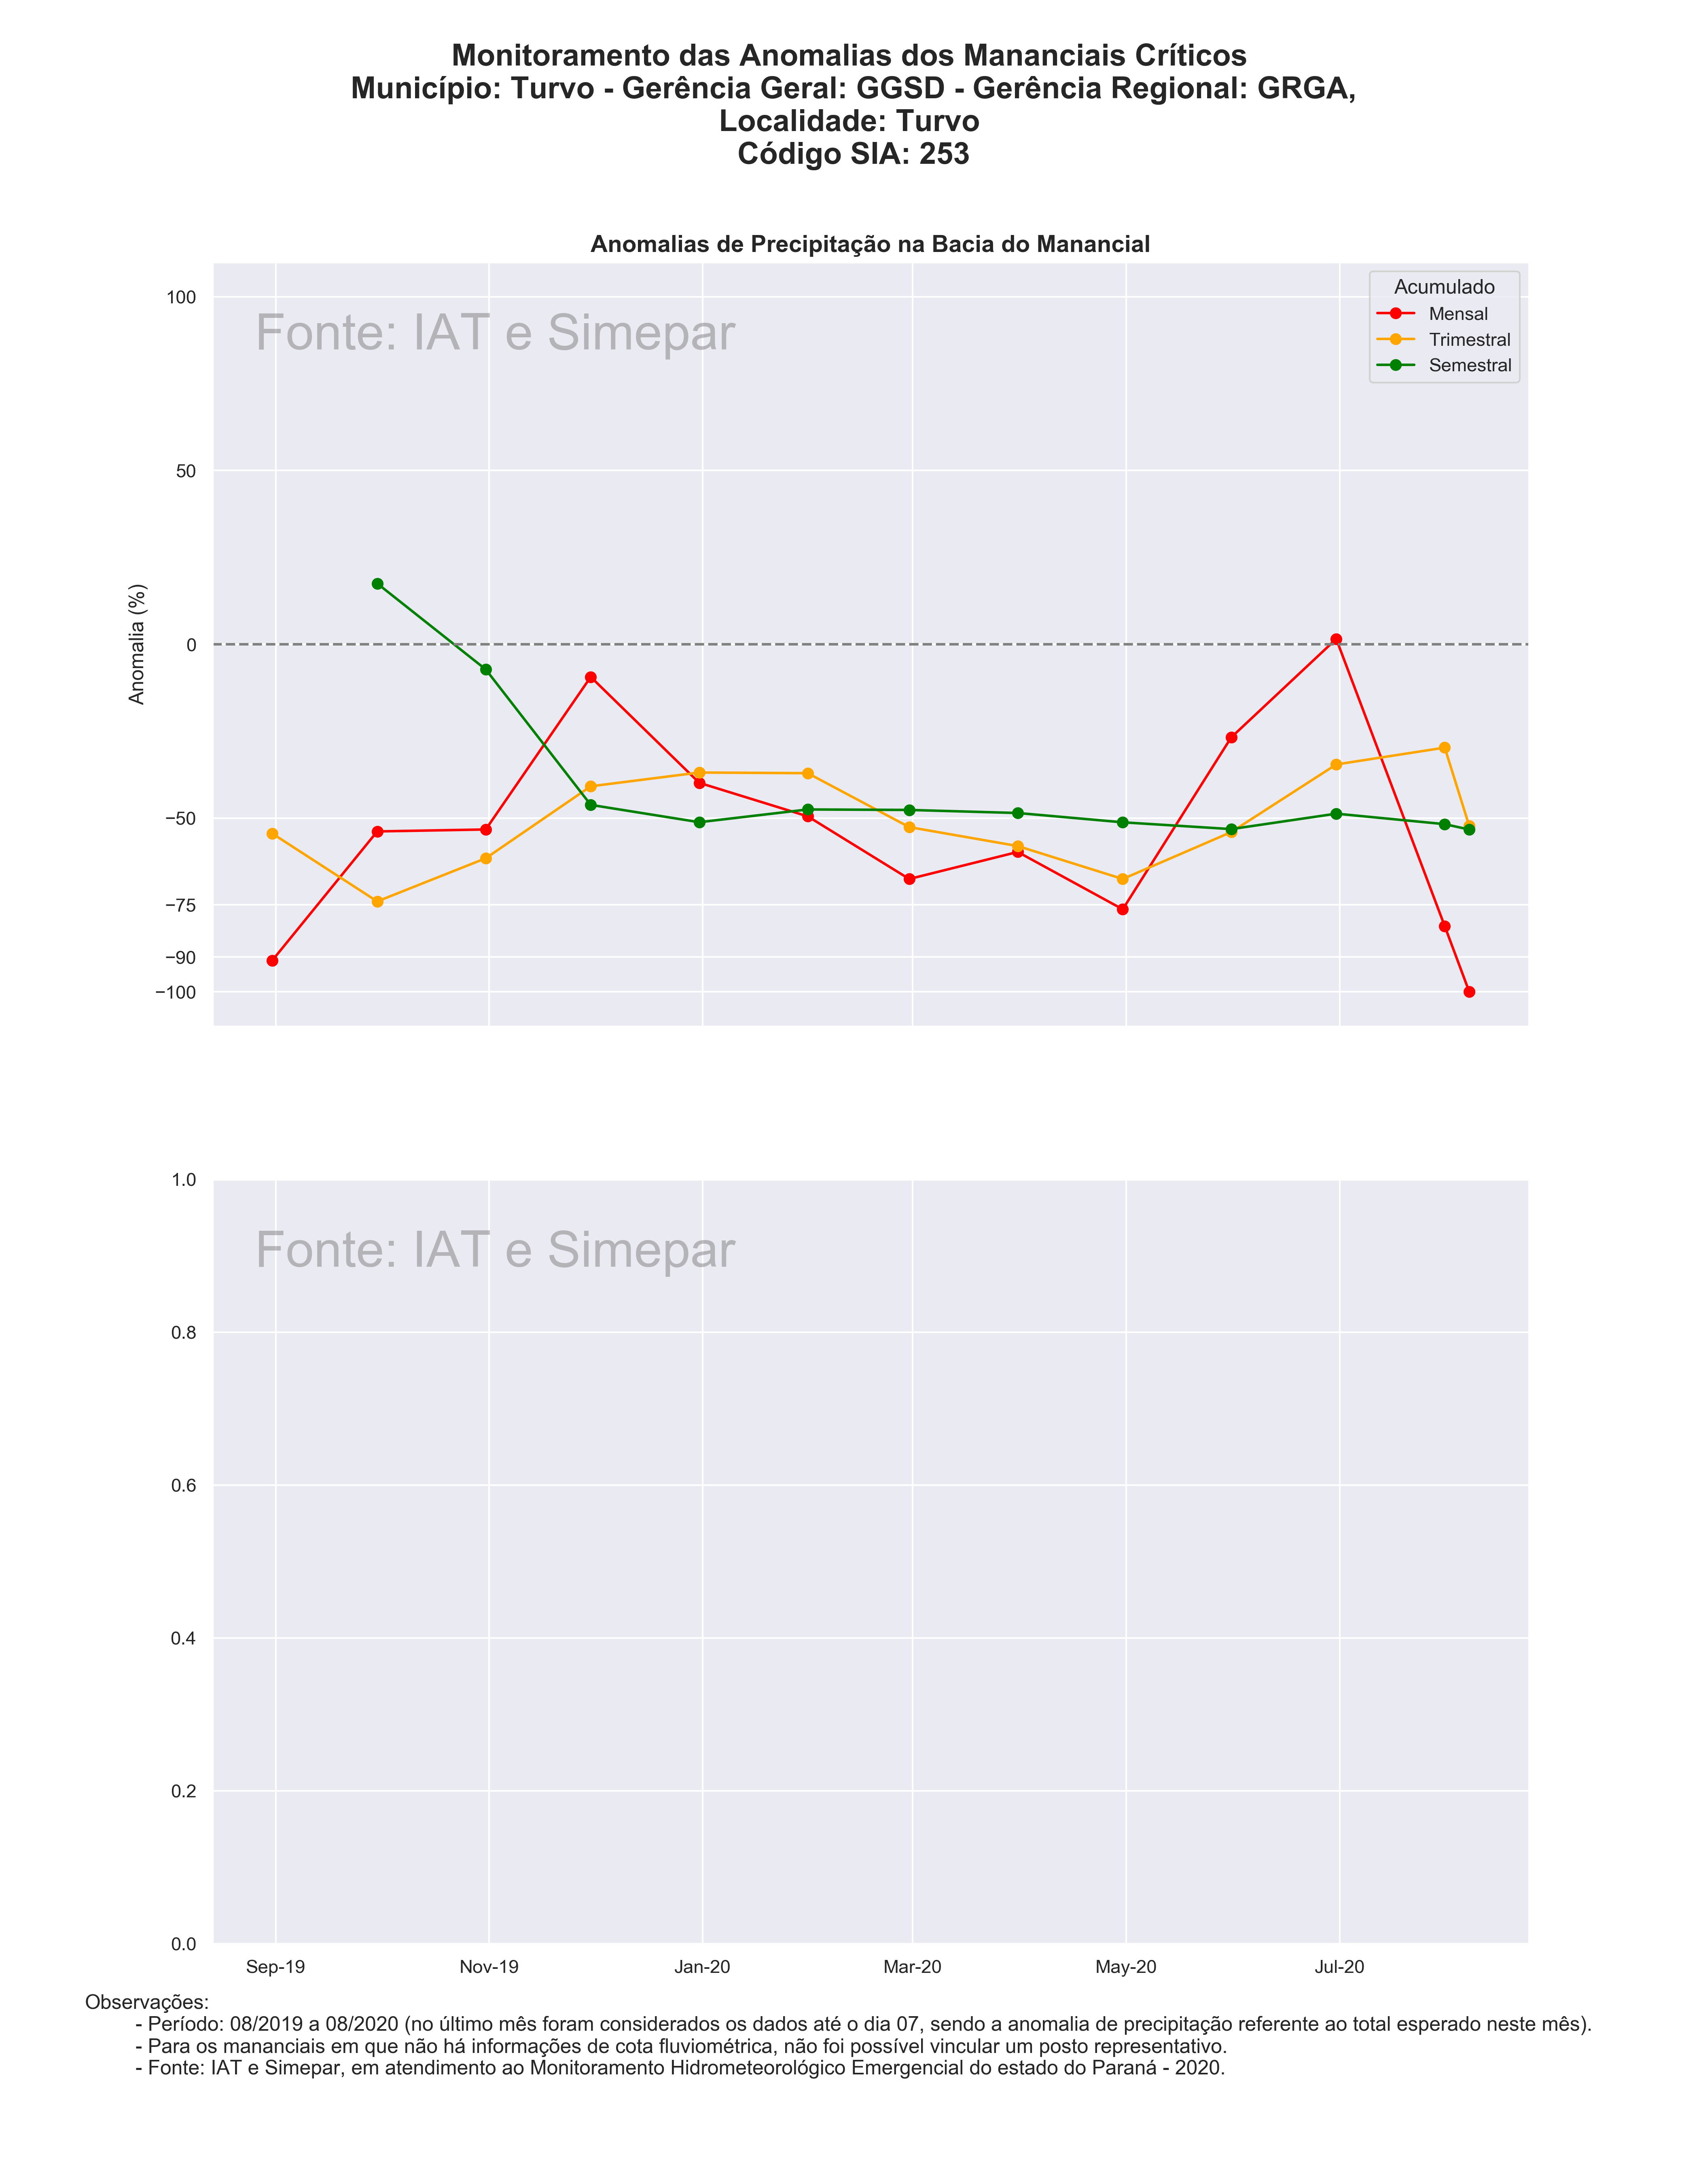 Monitoramento das Anomalias dos Mananciais Críticos
Município: Turvo - Gerência Geral: GGSD - Gerência Regional: GRGA,
Localidade: Turvo
Código SIA: 253
Anomalias de Precipitação na Bacia do Manancial
Fonte: IAT e Simepar
Acumulado
Mensal
Trimestral
Semestral
Anomalia (%)
100
50
0
−50
−75
−90
−100
Fonte: IAT e Simepar
1.0
0.8
0.6
0.4
0.2
0.0
Sep-19 Nov-19 Jan-20 Mar-20 May-20 Jul-20
Observações:
- Período: 08/2019 a 08/2020 (no último mês foram considerados os dados até o dia 07, sendo a anomalia de precipitação referente ao total esperado neste mês).
- Para os mananciais em que não há informações de cota fluviométrica, não foi possível vincular um posto representativo.
- Fonte: IAT e Simepar, em atendimento ao Monitoramento Hidrometeorológico Emergencial do estado do Paraná - 2020.